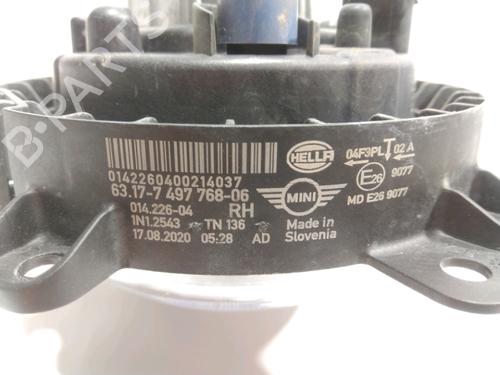 B-PARTS
0142260400214037
63.17-7 497 768-06
014.226-04 RH
1N1.2543 TN 136
17.08.2020 05:28 AD
HELLA
MINI
Made in
Slovenia
04F3PL 02 A
E26 9077
MD E26 9077